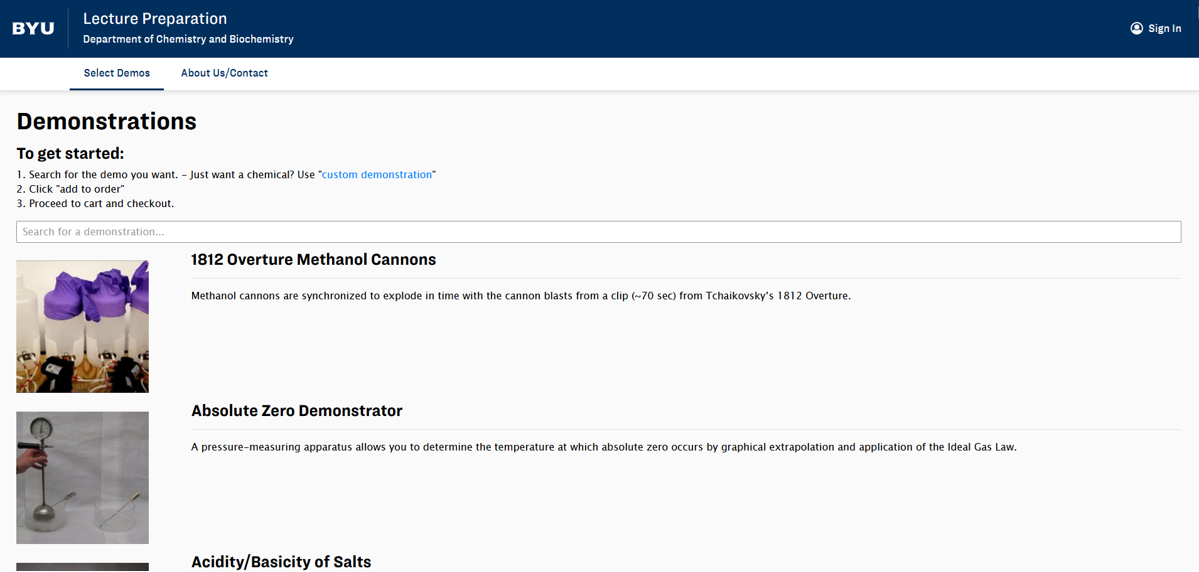 BYU
Lecture Preparation
Department of Chemistry and Biochemistry
Sign In
Select Demos
About Us/Contact
Demonstrations
To get started:
1. Search for the demo you want. - Just want a chemical? Use "custom demonstration"
2. Click "add to order"
3. Proceed to cart and checkout.
Search for a demonstration...
1812 Overture Methanol Cannons
Methanol cannons are synchronized to explode in time with the cannon blasts from a clip (~70 sec) from Tchaikovsky's 1812 Overture.
Absolute Zero Demonstrator
A pressure-measuring apparatus allows you to determine the temperature at which absolute zero occurs by graphical extrapolation and application of the Ideal Gas Law.
Acidity/Basicity of Salts